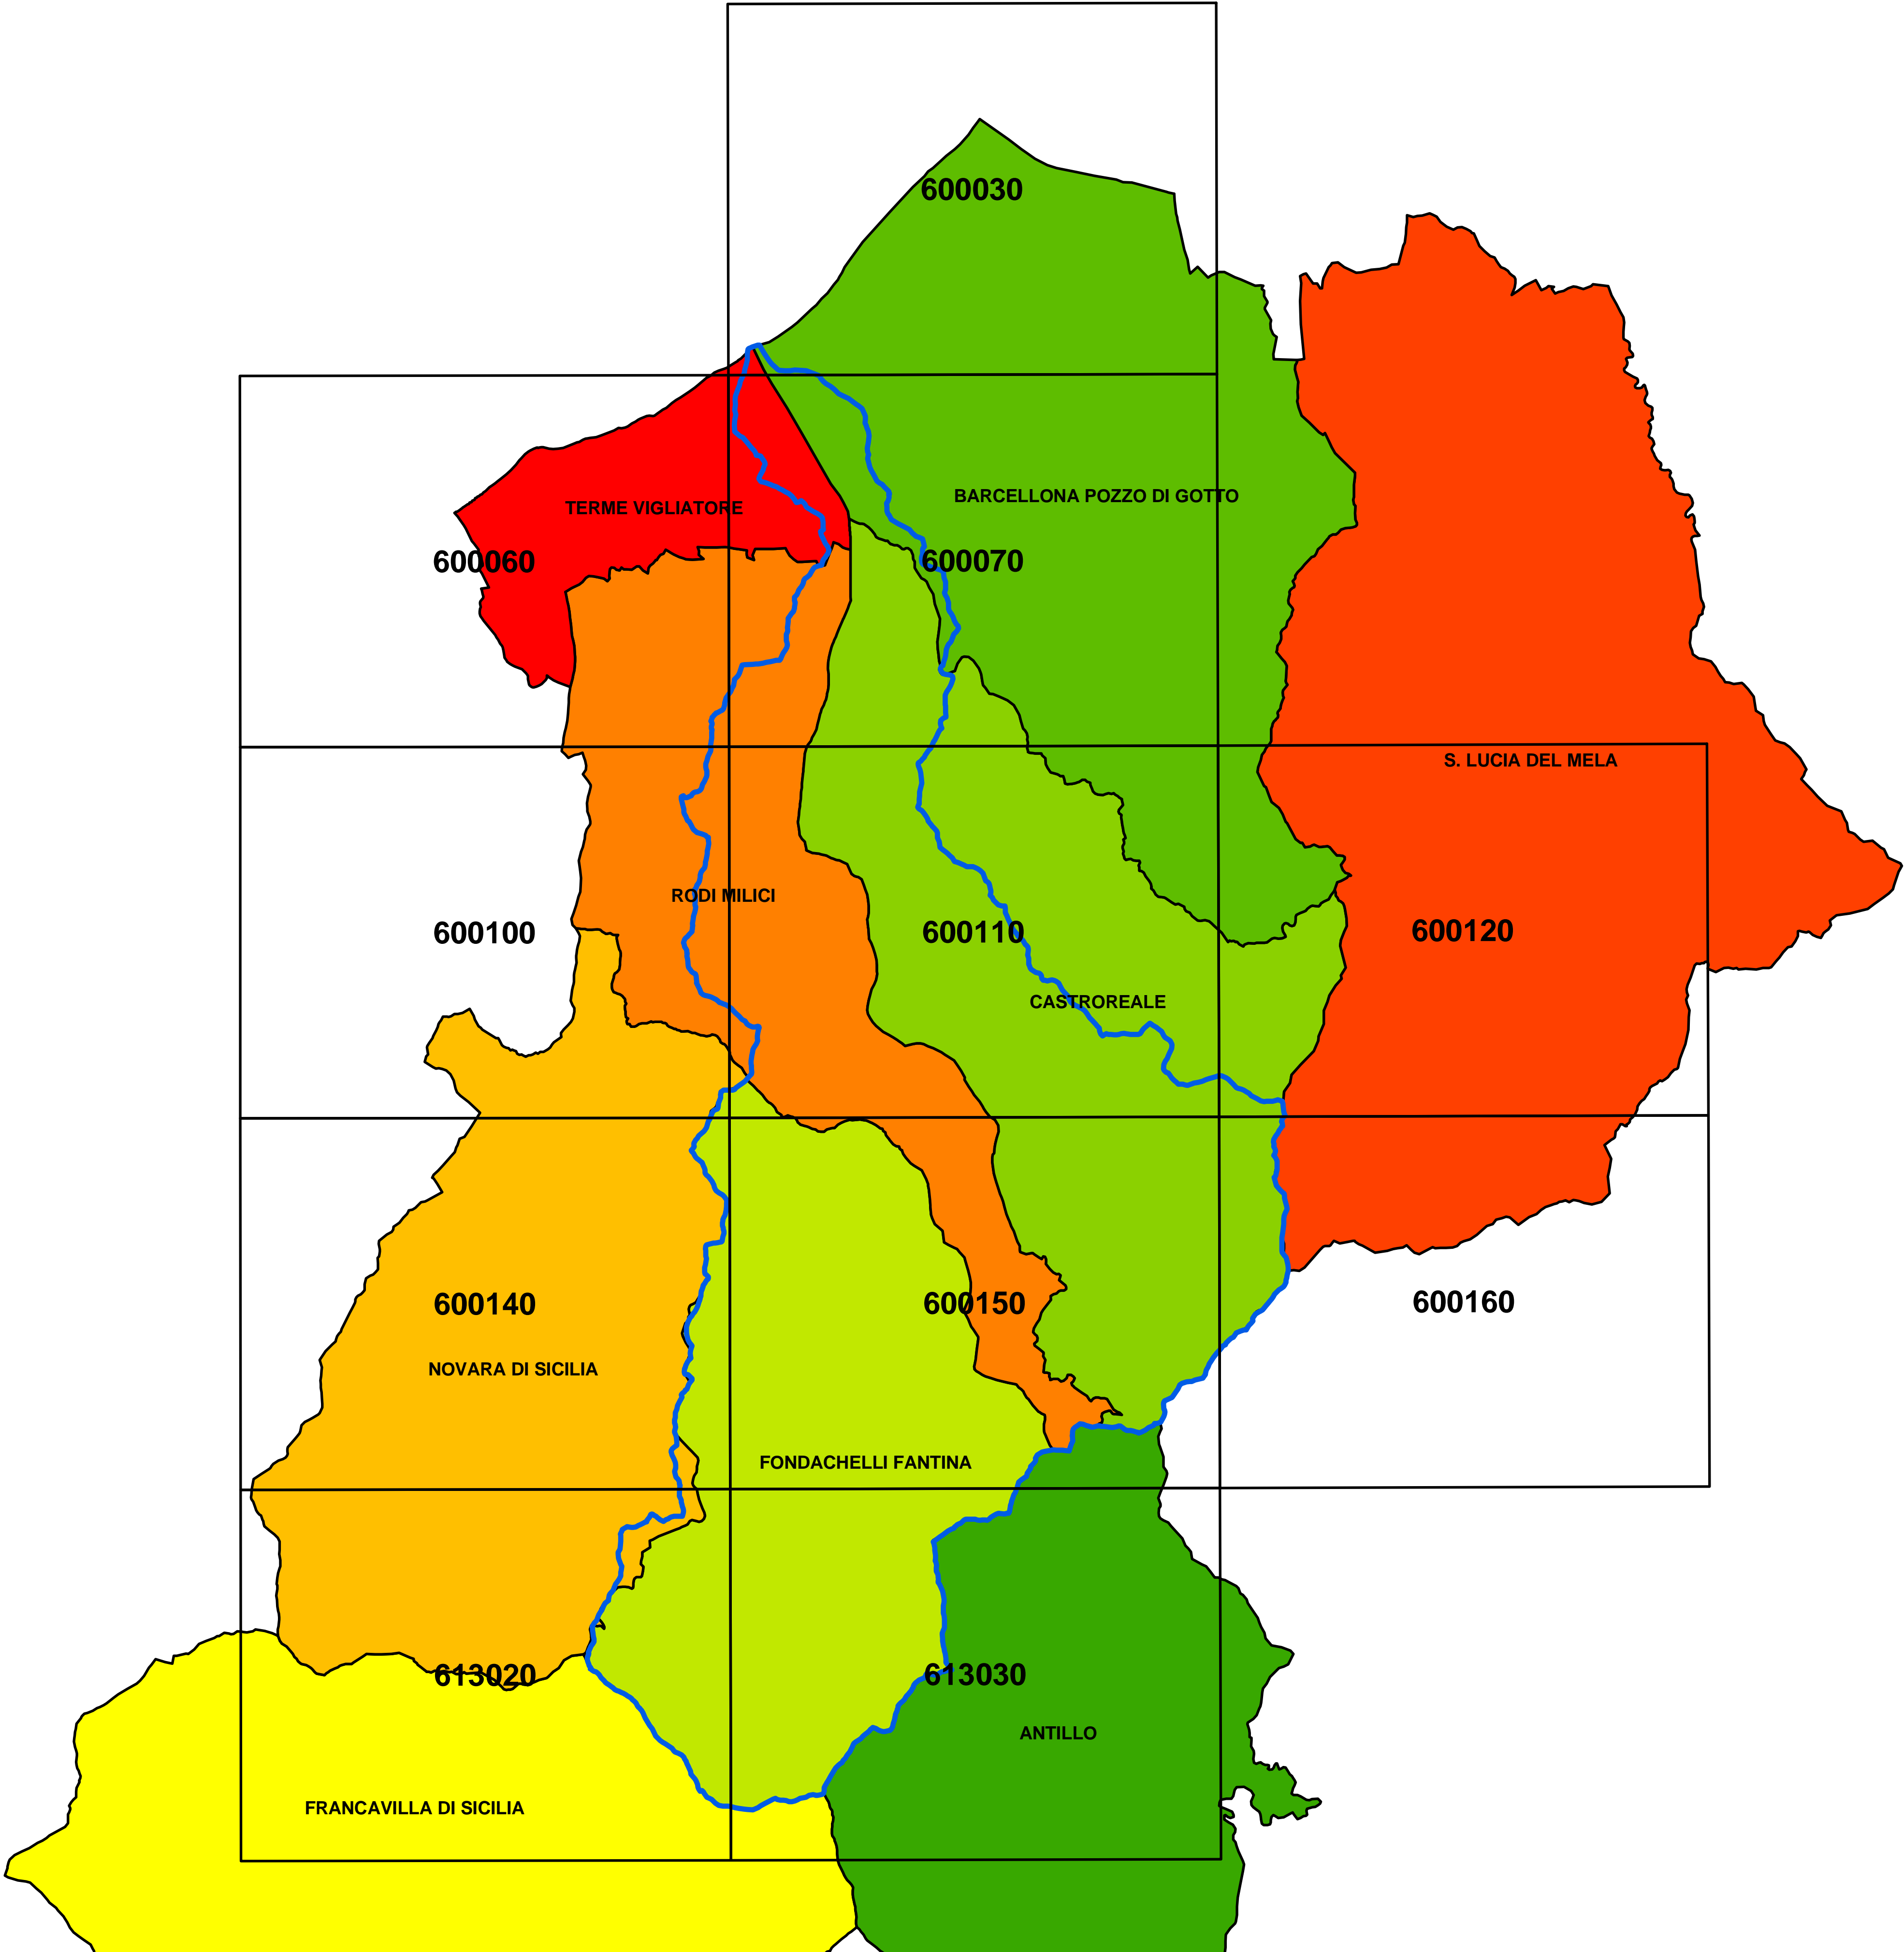 600030
BARCELLONA POZZO DI GOTTO
TERME VIGLIATORE
600060
600070
S. LUCIA DEL MELA
RODI MILICI
600100
600110
600120
CASTROREALE
600140
600150
600160
NOVARA DI SICILIA
FONDACHELLI FANTINA
613020
613030
ANTILLO
FRANCAVILLA DI SICILIA